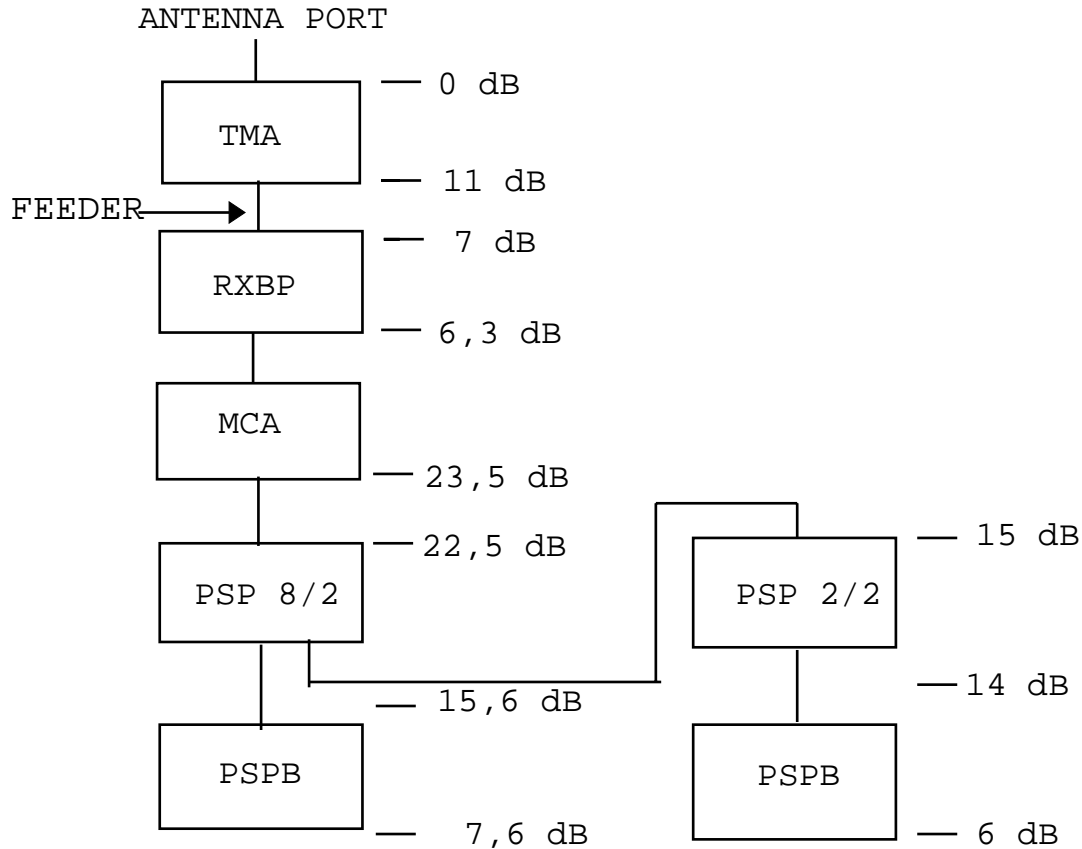 ANTENNA PORT
0 dB
TMA
11 dB
FEEDER
7 dB
RXBP
6,3 dB
MCA
23,5 dB
22,5 dB
PSP 8/2
15,6 dB
PSPB
7,6 dB
15 dB
PSP 2/2
14 dB
PSPB
6 dB